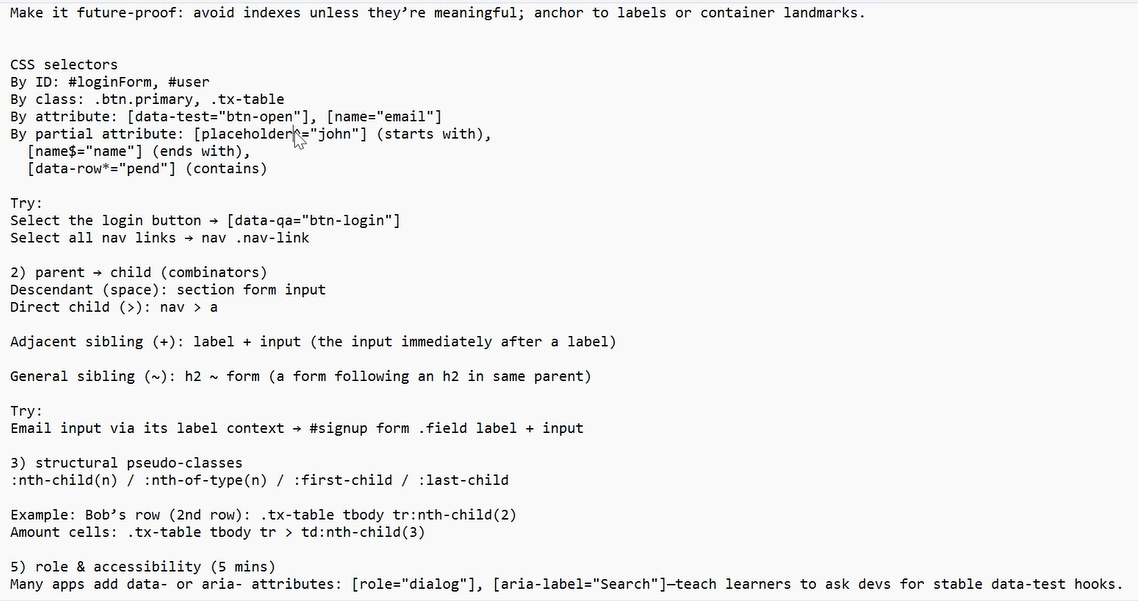 Make it future-proof: avoid indexes unless they’re meaningful; anchor to labels or container landmarks.
CSS selectors
By ID: #loginForm, #user
By class: .btn.primary, .tx-table
By attribute: [data-test="btn-open"], [name="email"]
By partial attribute: [placeholder^="john"] (starts with),
[name$="name"] (ends with),
[data-row*="pend"] (contains)
Try:
Select the login button → [data-qa="btn-login"]
Select all nav links → nav .nav-link
2) parent → child (combinators)
Descendant (space): section form input
Direct child (>): nav > a
Adjacent sibling (+): label + input (the input immediately after a label)
General sibling (~): h2 ~ form (a form following an h2 in same parent)
Try:
Email input via its label context → #signup form .field label + input
3) structural pseudo-classes
:nth-child(n) / :nth-of-type(n) / :first-child / :last-child
Example: Bob’s row (2nd row): .tx-table tbody tr:nth-child(2)
Amount cells: .tx-table tbody tr > td:nth-child(3)
5) role & accessibility (5 mins)
Many apps add data- or aria- attributes: [role="dialog"], [aria-label="Search"]—teach learners to ask devs for stable data-test hooks.